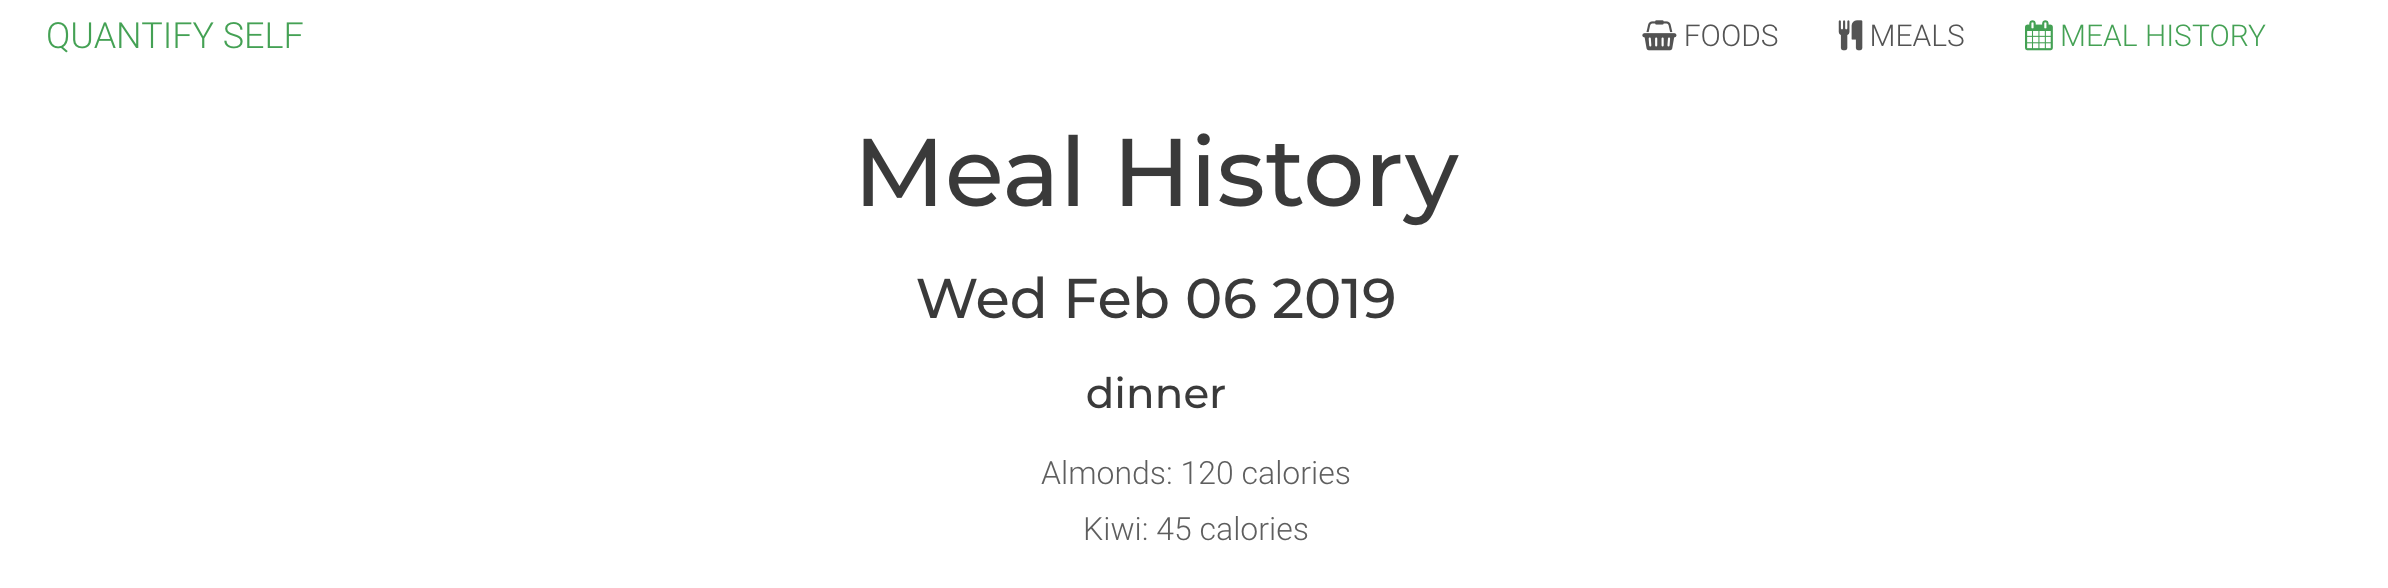 QUANTIFY SELF
FOODS
MEALS
MEAL HISTORY
Meal History
Wed Feb 06 2019
dinner
Almonds: 120 calories
Kiwi: 45 calories